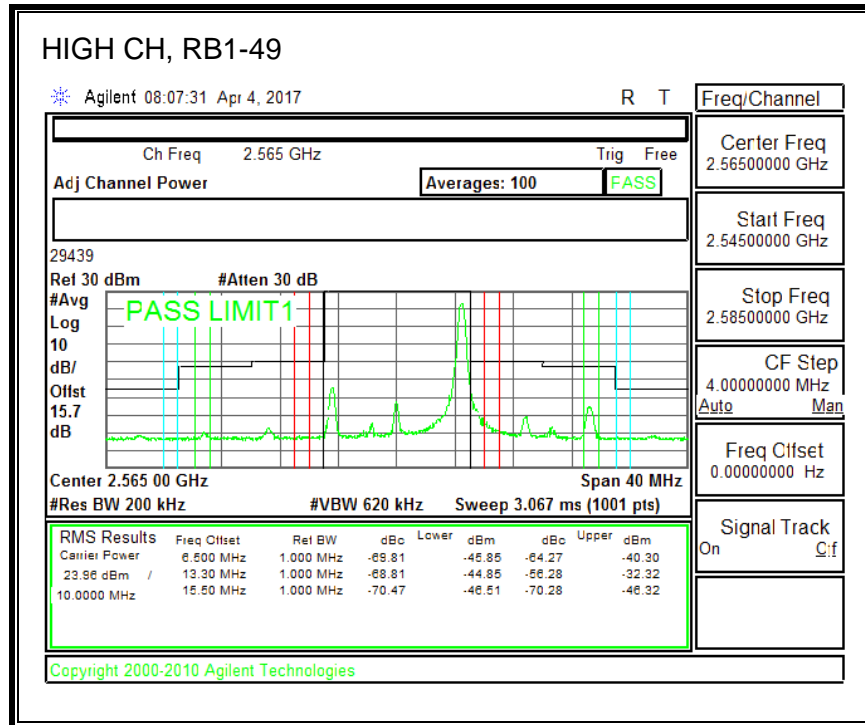 HIGH CH, RB1-49
Agilent 08:07:31 Apr 4, 2017 R T
Freq/Channel
Ch Freq 2.565 GHz Trig Free
Adj Channel Power Averages: 100 PASS
Center Freq
2.56500000 GHz
Start Freq
2.54500000 GHz
29439
Ref 30 dBm #Atten 30 dB
#Avg
Log
10
dB/
Offst
15.7
dB
PASS LIMIT1
Stop Freq
2.58500000 GHz
CF Step
4.00000000 MHz
Auto Man
Freq Offset
0.00000000 Hz
Center 2.565 00 GHz Span 40 MHz
#Res BW 200 kHz #VBW 620 kHz Sweep 3.067 ms (1001 pts)
Signal Track
On Off
RMS Results Freq Offset Ref BW dBc Lower dBm dBc Upper dBm
Carrier Power 6.500 MHz 1.000 MHz -69.81 -45.85 -64.27 -40.30
23.96 dBm / 13.30 MHz 1.000 MHz -68.81 -44.85 -56.28 -32.32
10.0000 MHz 15.50 MHz 1.000 MHz -70.47 -46.51 -70.28 -46.32
Copyright 2000-2010 Agilent Technologies